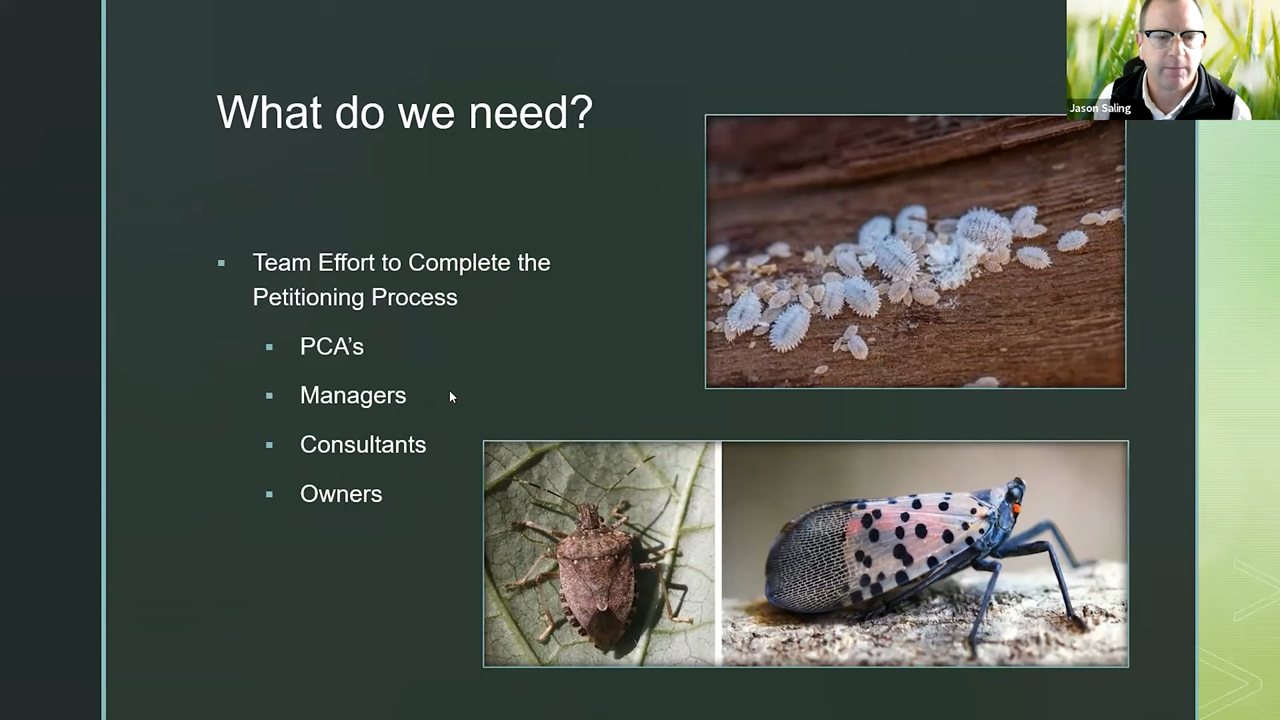 Jason Saling
What do we need?
Team Effort to Complete the
Petitioning Process
PCA’s
Managers
Consultants
Owners